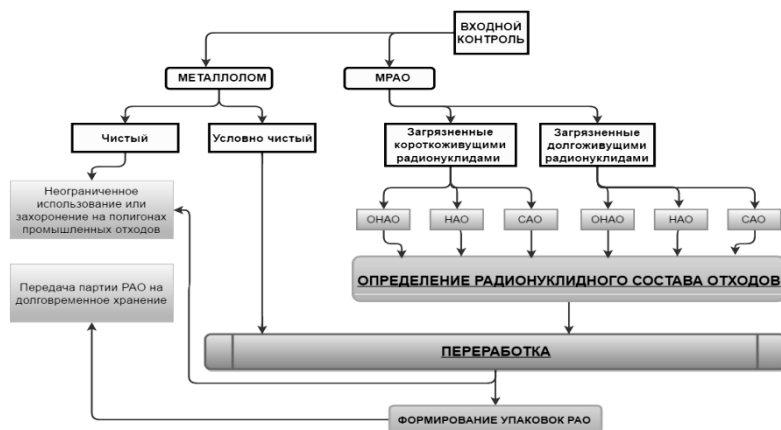 ВХОДНОЙ
КОНТРОЛЬ
МЕТАЛЛОЛОМ
МРАО
Чистый
Условно чистый
Загрязненные
короткоживущими
радионуклидами
Загрязненные
долгоживущими
радионуклидами
Неограниченное
использование или
захоронение на полигонах
промышленных отходов
ОНАО
НАО
САО
ОНАО
НАО
САО
Передача партии РАО на
долговременное хранение
ОПРЕДЕЛЕНИЕ РАДИОНУКЛИДНОГО СОСТАВА ОТХОДОВ
ПЕРЕРАБОТКА
ФОРМИРОВАНИЕ УПАКОВОК РАО